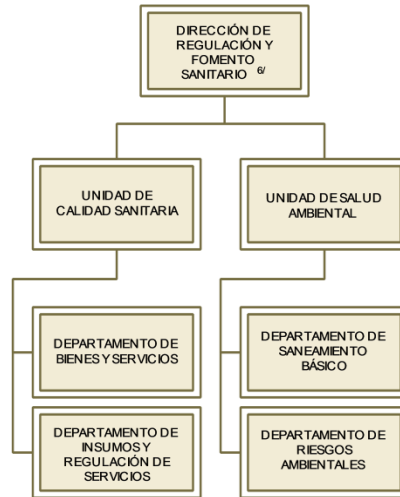 DIRECCIÓN DE
REGULACIÓN Y
FOMENTO
SANITARIO 6/
UNIDAD DE
CALIDAD SANITARIA
UNIDAD DE SALUD
AMBIENTAL
DEPARTAMENTO DE
BIENES Y SERVICIOS
DEPARTAMENTO DE
SANEAMIENTO
BÁSICO
DEPARTAMENTO DE
INSUMOS Y
REGULACIÓN DE
SERVICIOS
DEPARTAMENTO DE
RIESGOS
AMBIENTALES